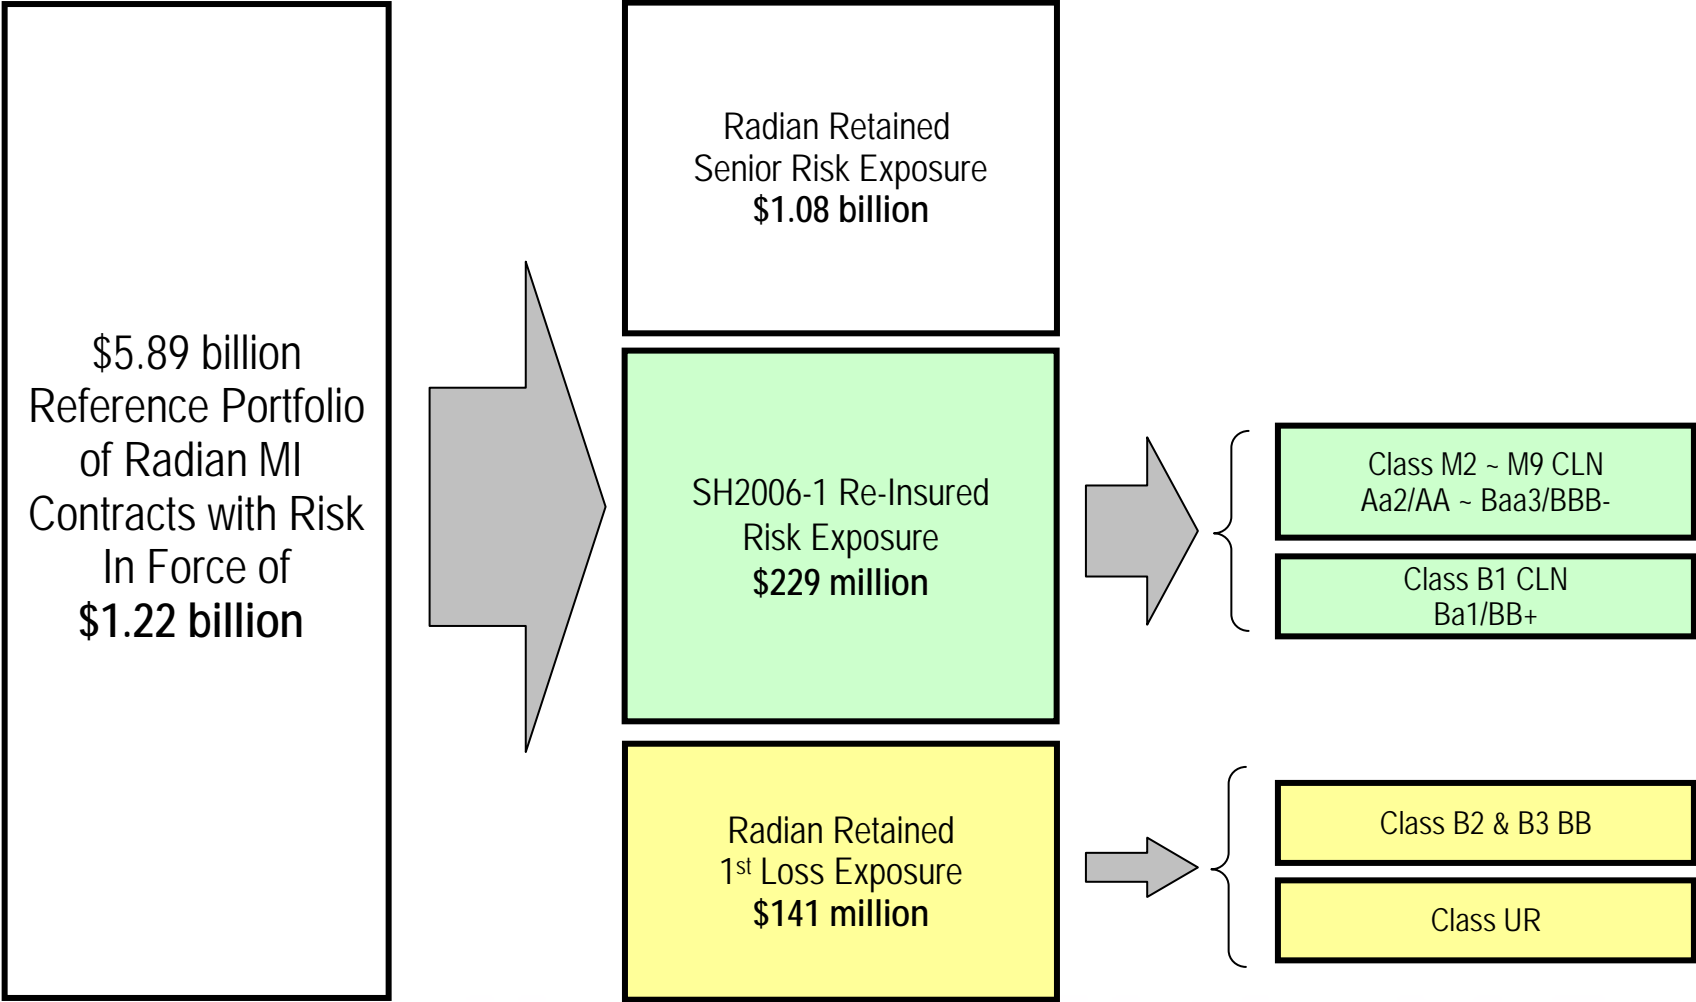 $5.89 billion
Reference Portfolio
of Radian MI
Contracts with Risk
In Force of
$1.22 billion
Radian Retained
Senior Risk Exposure
$1.08 billion
SH2006-1 Re-Insured
Risk Exposure
$229 million
Radian Retained
1st Loss Exposure
$141 million
Class M2 ~ M9 CLN
Aa2/AA ~ Baa3/BBB-
Class B1 CLN
Ba1/BB+
Class B2 & B3 BB
Class UR